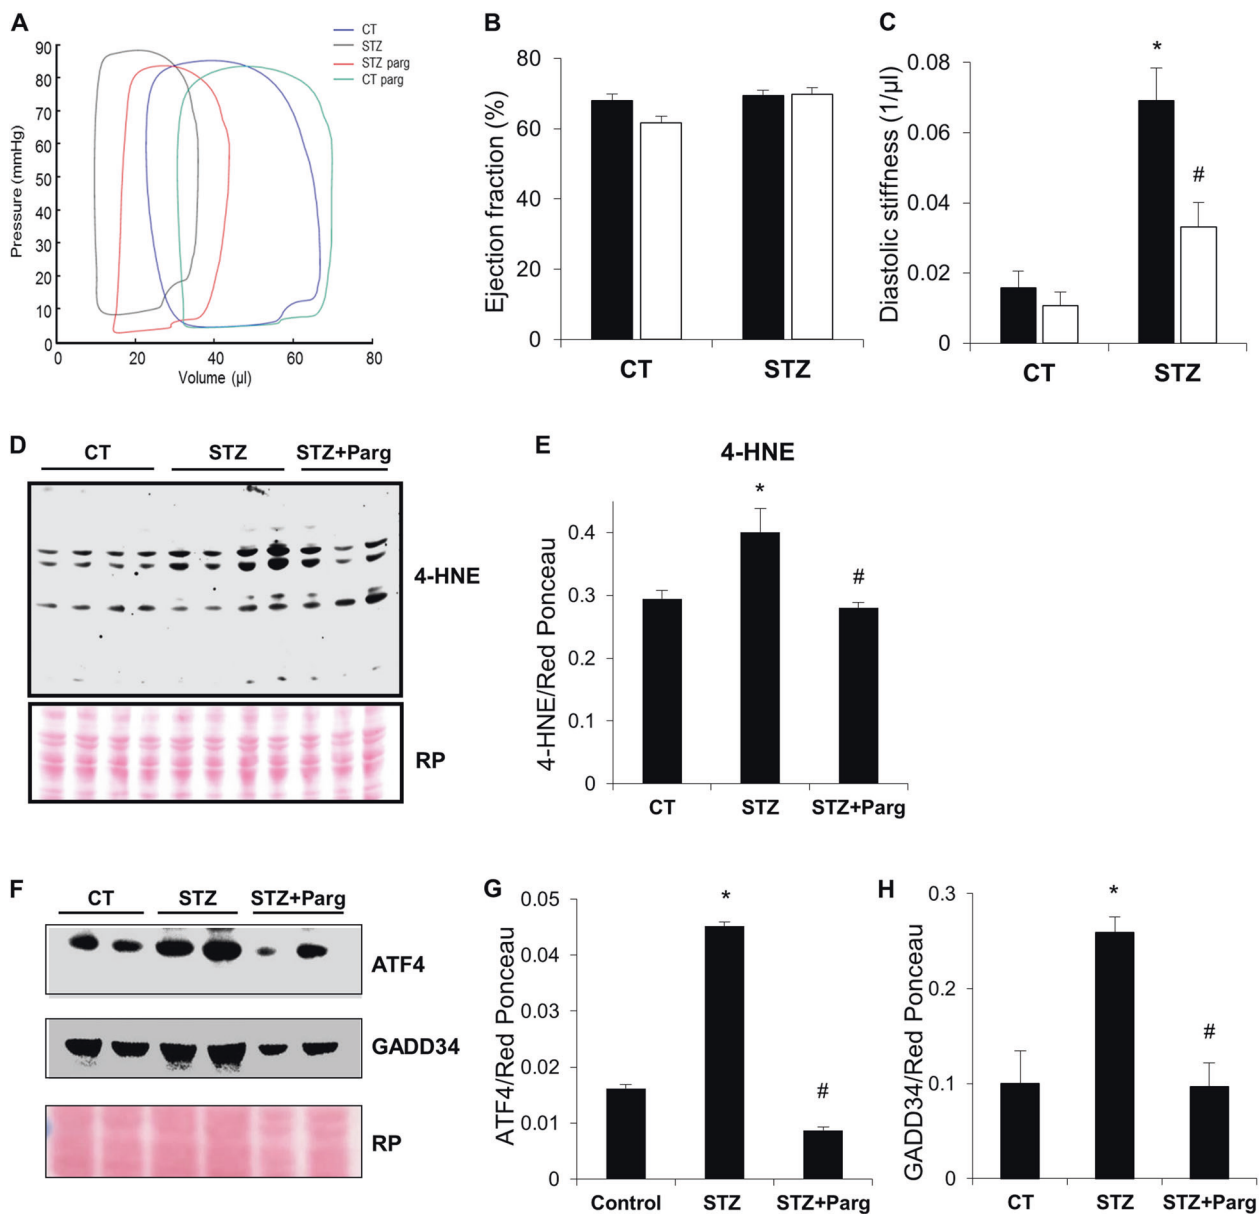 A
CT
STZ
STZ parg
CT parg
Pressure (mmHg)
90
80
70
60
50
40
30
20
10
0
0 20 40 60 80
Volume (µl)
B
Ejection fraction (%)
80
60
40
20
0
CT STZ
C
Diastolic stiffness (1/µl)
0.08
0.06
0.04
0.02
0
*
#
CT STZ
D
CT STZ STZ+Parg
4-HNE
RP
E
4-HNE
4-HNE/Red Ponceau
0.4
0.3
0.2
0.1
0
*
#
CT STZ STZ+Parg
F
CT STZ STZ+Parg
ATF4
GADD34
RP
G
ATF4/Red Ponceau
0.05
0.04
0.03
0.02
0.01
0
*
#
Control STZ STZ+Parg
H
GADD34/Red Ponceau
0.3
0.2
0.1
0
*
#
CT STZ STZ+Parg